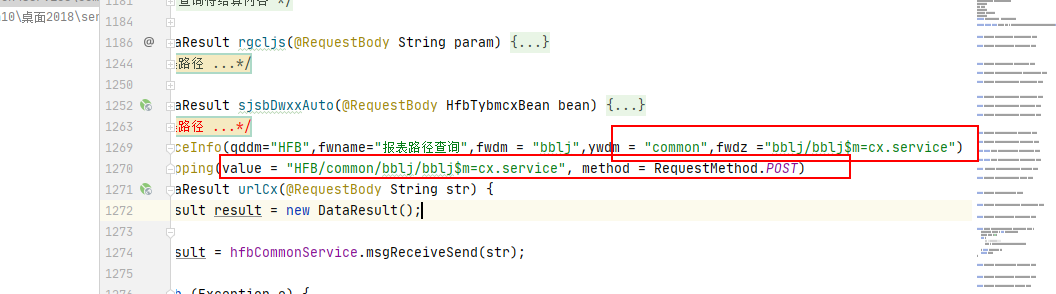 n10\桌面2018\ser
1181 查询待结算内容 */
1184
1186 @ aResult rgcljs(@RequestBody String param) {...}
1244 路径 ...*/
1250
1252 aResult sjsbDwxxAuto(@RequestBody HfbTybmcxBean bean) {...}
1263 路径 ...*/
1269 ceInfo(qddm="HFB",fwname="报表路径查询",fwdm = "bblj",ywdm = "common",fwdz ="bblj/bblj$m=cx.service")
1270 pping(value = "HFB/common/bblj/bblj$m=cx.service", method = RequestMethod.POST)
1271 aResult urlCx(@RequestBody String str) {
1272 sult result = new DataResult();
1273
1274 sult = hfbCommonService.msgReceiveSend(str);
1275
1276 h (Exception e) {